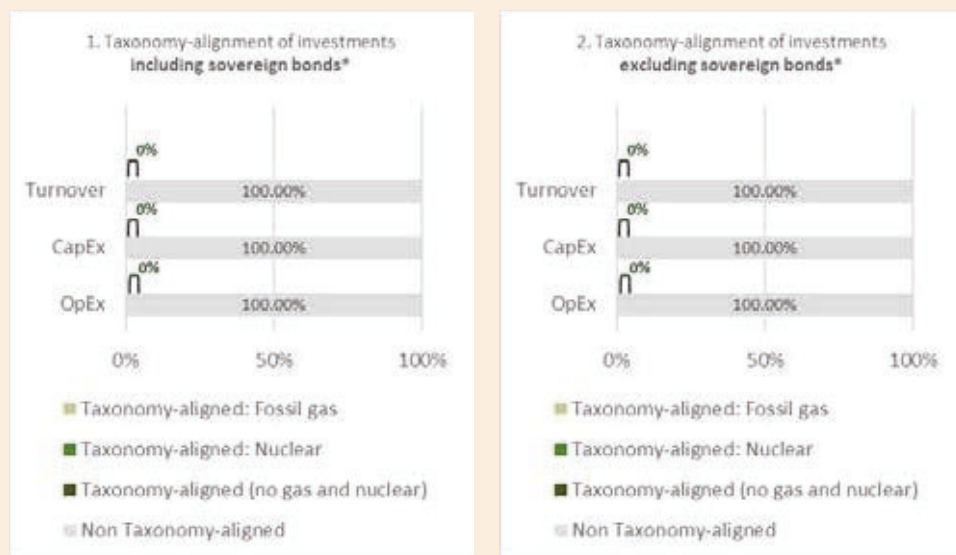 1. Taxonomy-alignment of investments
including sovereign bonds*
0%
Turnover
100.00%
0%
CapEx
100.00%
0%
OpEx
100.00%
0% 50% 100%
Taxonomy-aligned: Fossil gas
Taxonomy-aligned: Nuclear
Taxonomy-aligned (no gas and nuclear)
Non Taxonomy-aligned
2. Taxonomy-alignment of investments
excluding sovereign bonds*
0%
Turnover
100.00%
0%
CapEx
100.00%
0%
OpEx
100.00%
0% 50% 100%
Taxonomy-aligned: Fossil gas
Taxonomy-aligned: Nuclear
Taxonomy-aligned (no gas and nuclear)
Non Taxonomy-aligned